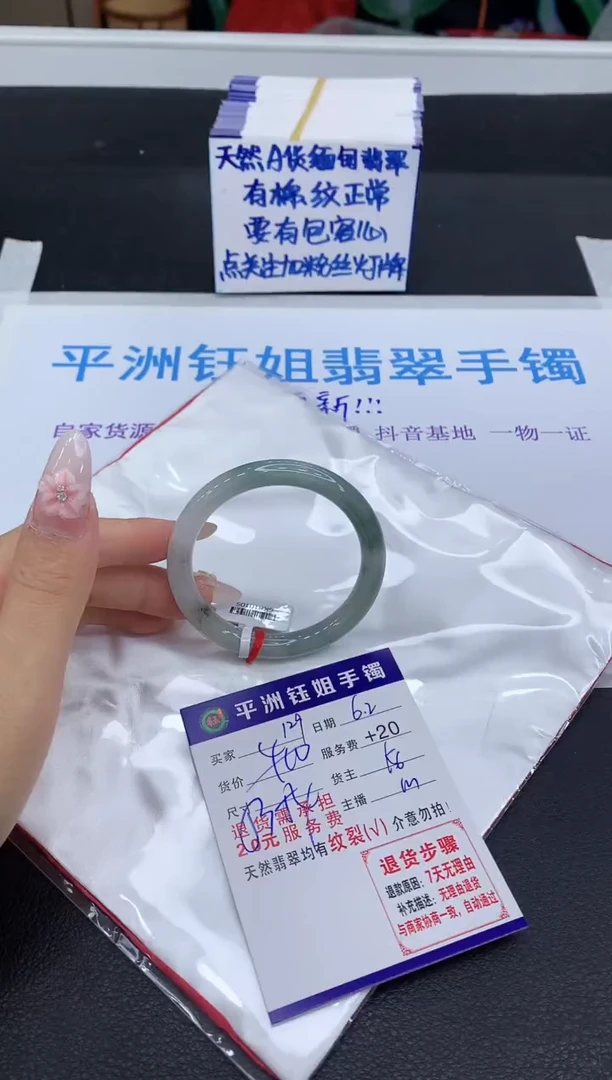 天然A货缅甸翡翠
有棉纹正常
要有包容心
点关注加粉丝灯牌
平洲钰姐翡翠手镯
新!!!
自家货源 抖音基地 一物一证
平洲钰姐手镯
买家 129 日期 6.2
货价 400 服务费 +20
尺寸 货主 K6
主播 m
退货需承担
20元服务费
天然翡翠均有纹裂(√) 介意勿拍!
退货步骤
退款原因:7天无理由
补充描述:无理由退货
与商家协商一致,自动通过